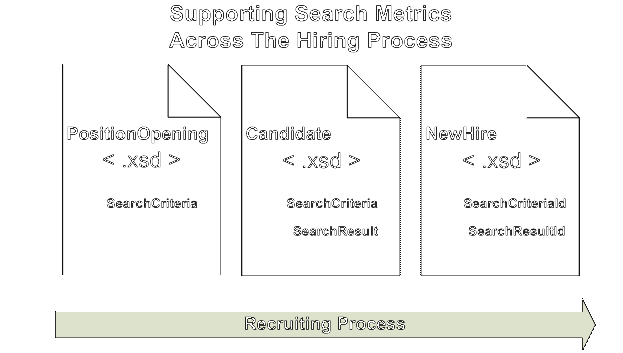 Supporting Search Metrics
Across The Hiring Process
PositionOpening
< .xsd >
SearchCriteria
Candidate
< .xsd >
SearchCriteria
SearchResult
NewHire
< .xsd >
SearchCriteriaId
SearchResultId
Recruiting Process